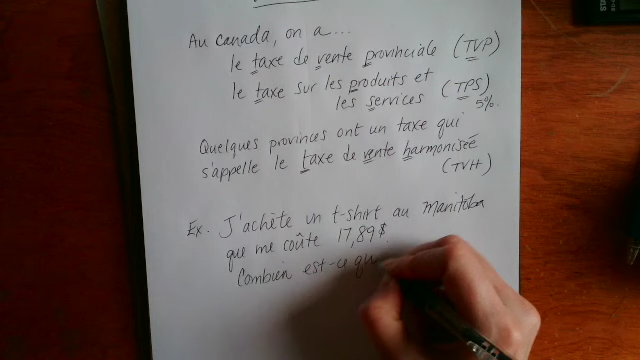 Au Canada, on a...
le taxe de vente provinciale (TVP)
le taxe sur les produits et
les services (TPS)
5%.
Quelques provinces ont un taxe qui
s'appelle le taxe de vente harmonisée
(TVH)
Ex. J'achète un t-shirt au Manitoba
que me coûte 17,89$.
Combien est-ce qu